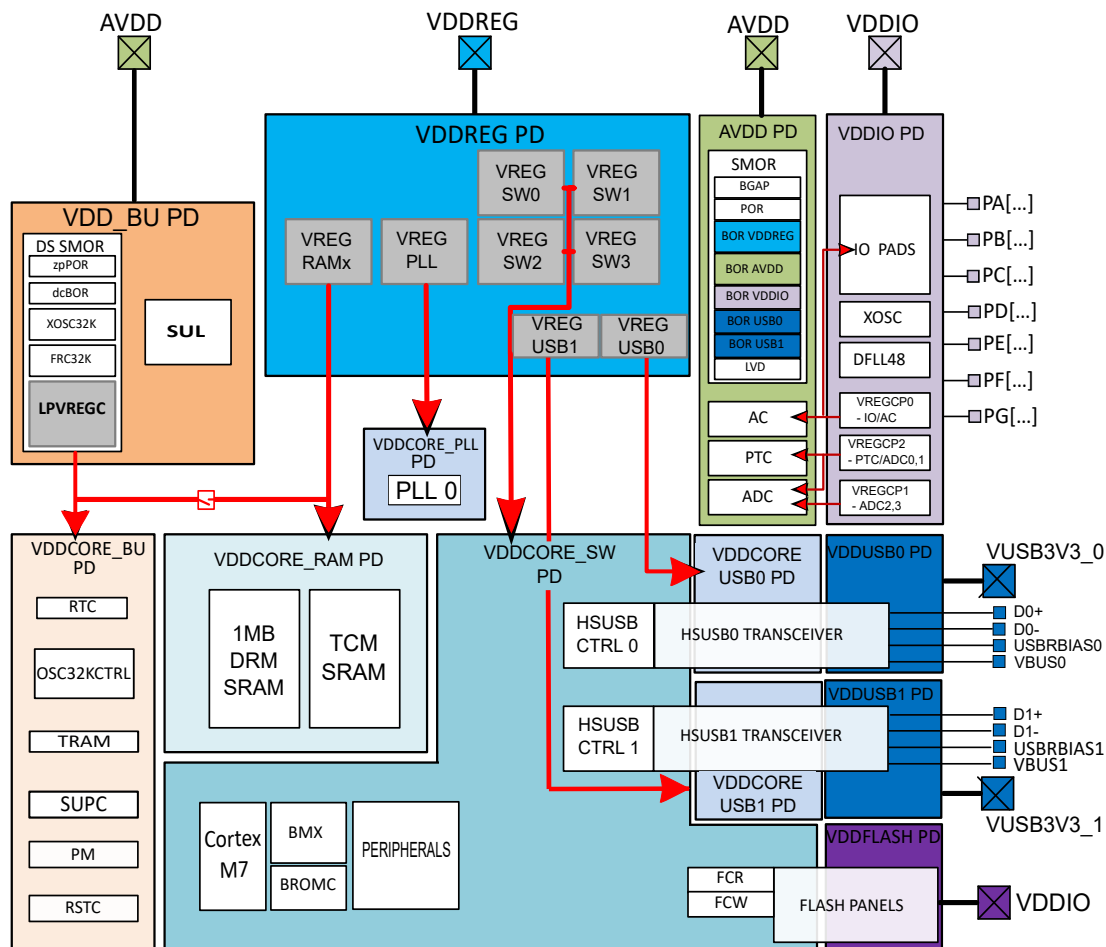 AVDD
VDDREG
AVDD
VDDIO
VDD_BU PD
DS SMOR
zpPOR
dcBOR
XOSC32K
FRC32K
LPVREGC
SUL
VDDREG PD
VREG
SW0
VREG
SW1
VREG
RAMx
VREG
PLL
VREG
SW2
VREG
SW3
VREG
USB1
VREG
USB0
AVDD PD
SMOR
BGAP
POR
BOR VDDREG
BOR AVDD
BOR VDDIO
BOR USB0
BOR USB1
LVD
AC
PTC
ADC
VDDIO PD
IO PADS
XOSC
DFLL48
VREGCP0
- IO/AC
VREGCP2
- PTC/ADC0,1
VREGCP1
- ADC2,3
PA[...]
PB[...]
PC[...]
PD[...]
PE[...]
PF[...]
PG[...]
VDDCORE_PLL
PD
PLL 0
VDDCORE_BU
PD
RTC
OSC32KCTRL
TRAM
SUPC
PM
RSTC
VDDCORE_RAM PD
1MB
DRM
SRAM
TCM
SRAM
VDDCORE_SW
PD
HSUSB
CTRL 0
HSUSB
CTRL 1
Cortex
M7
BMX
BROMC
PERIPHERALS
VDDCORE
USB0 PD
HSUSB0 TRANSCEIVER
VDDUSB0 PD
VUSB3V3_0
D0+
D0-
USBRBIAS0
VBUS0
HSUSB1 TRANSCEIVER
VDDCORE
USB1 PD
VDDUSB1 PD
D1+
D1-
USBRBIAS1
VBUS1
VUSB3V3_1
VDDFLASH PD
FCR
FCW
FLASH PANELS
VDDIO